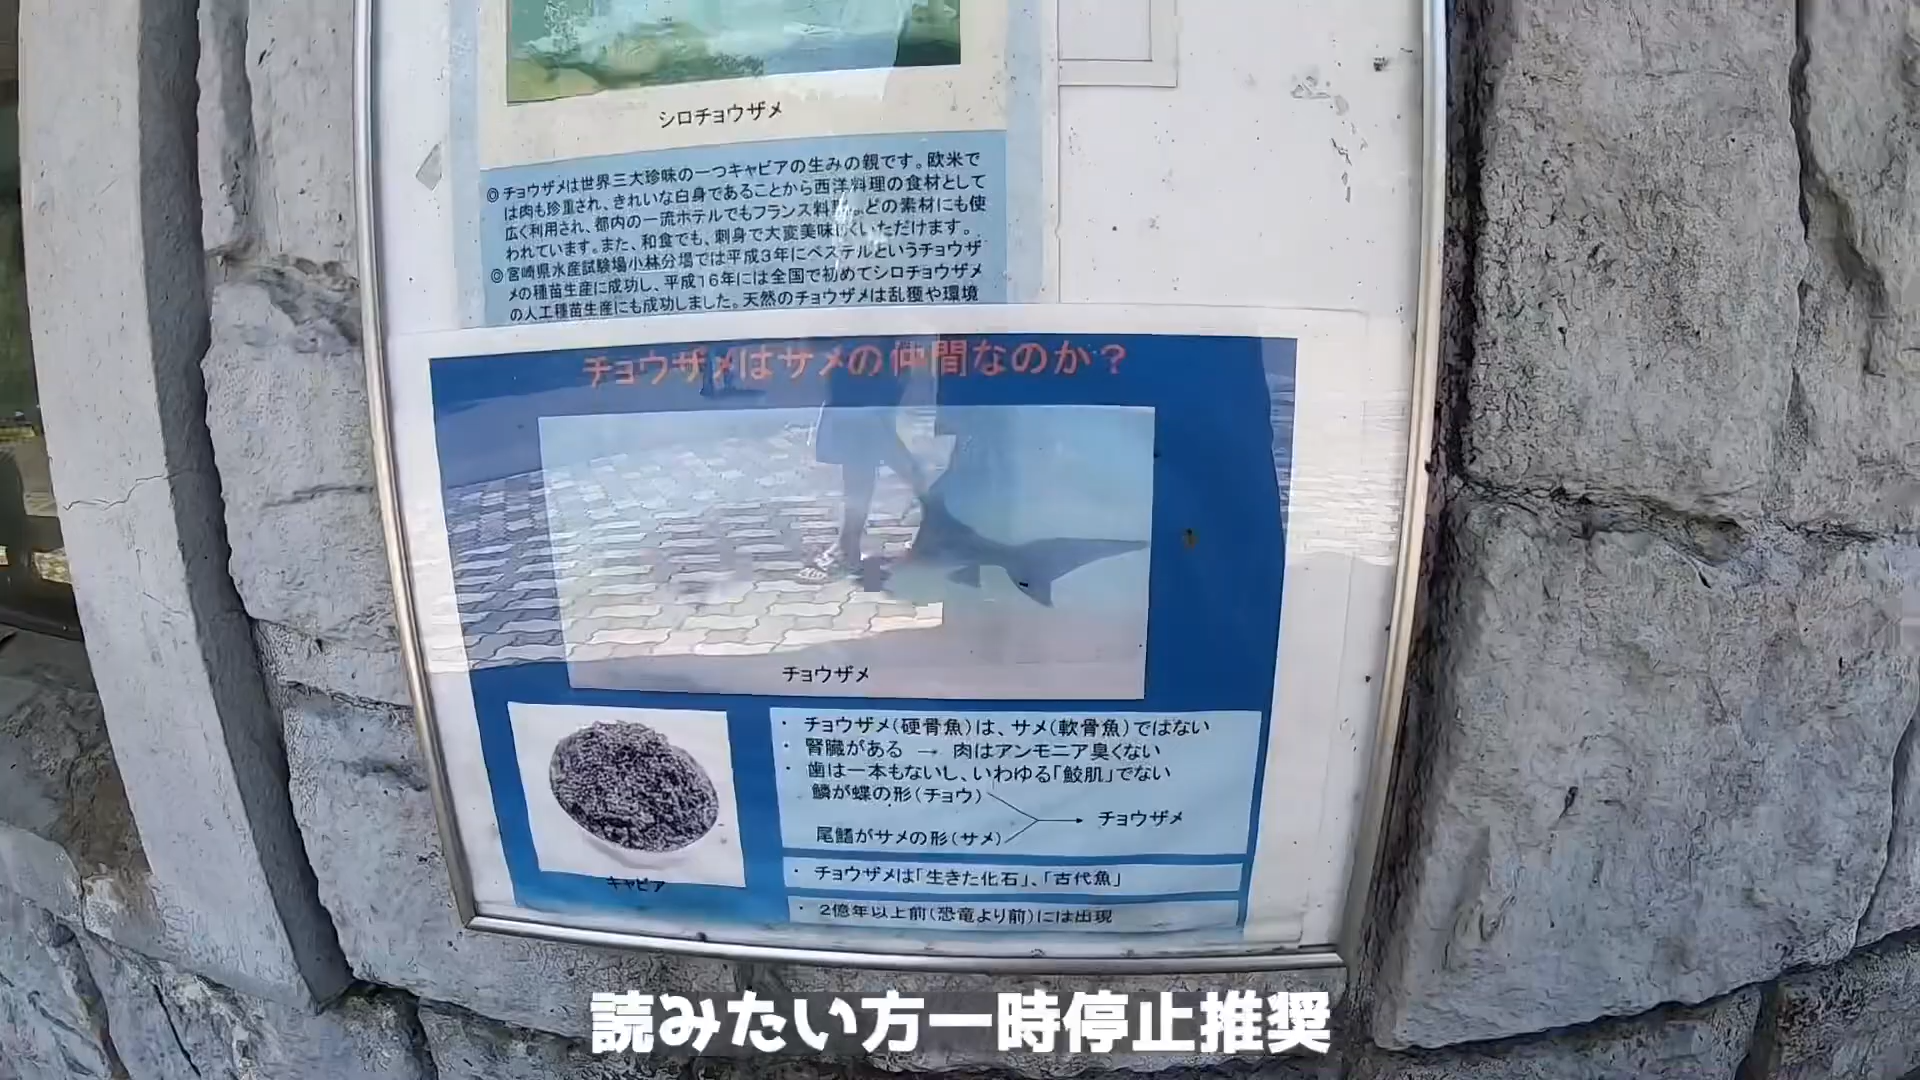 シロチョウザメ
◎チョウザメは世界三大珍味の一つキャビアの生みの親です。欧米で
は肉も珍重され、きれいな白身であることから西洋料理の食材として
広く利用され、都内の一流ホテルでもフランス料理などの素材にも使
われています。また、和食でも、刺身で大変美味しくいただけます。
◎宮崎県水産試験場小林分場では平成3年にベステルというチョウザ
メの種苗生産に成功し、平成16年には全国で初めてシロチョウザメ
の人工種苗生産にも成功しました。天然のチョウザメは乱獲や環境
チョウザメはサメの仲間なのか？
チョウザメ
・ チョウザメ(硬骨魚)は、サメ(軟骨魚)ではない
・ 腎臓がある → 肉はアンモニア臭くない
・ 歯は一本もないし、いわゆる「鮫肌」でない
鱗が蝶の形(チョウ)
チョウザメ
尾鰭がサメの形(サメ)
・ チョウザメは「生きた化石」、「古代魚」
・ 2億年以上前(恐竜より前)には出現
キャビア
読みたい方一時停止推奨